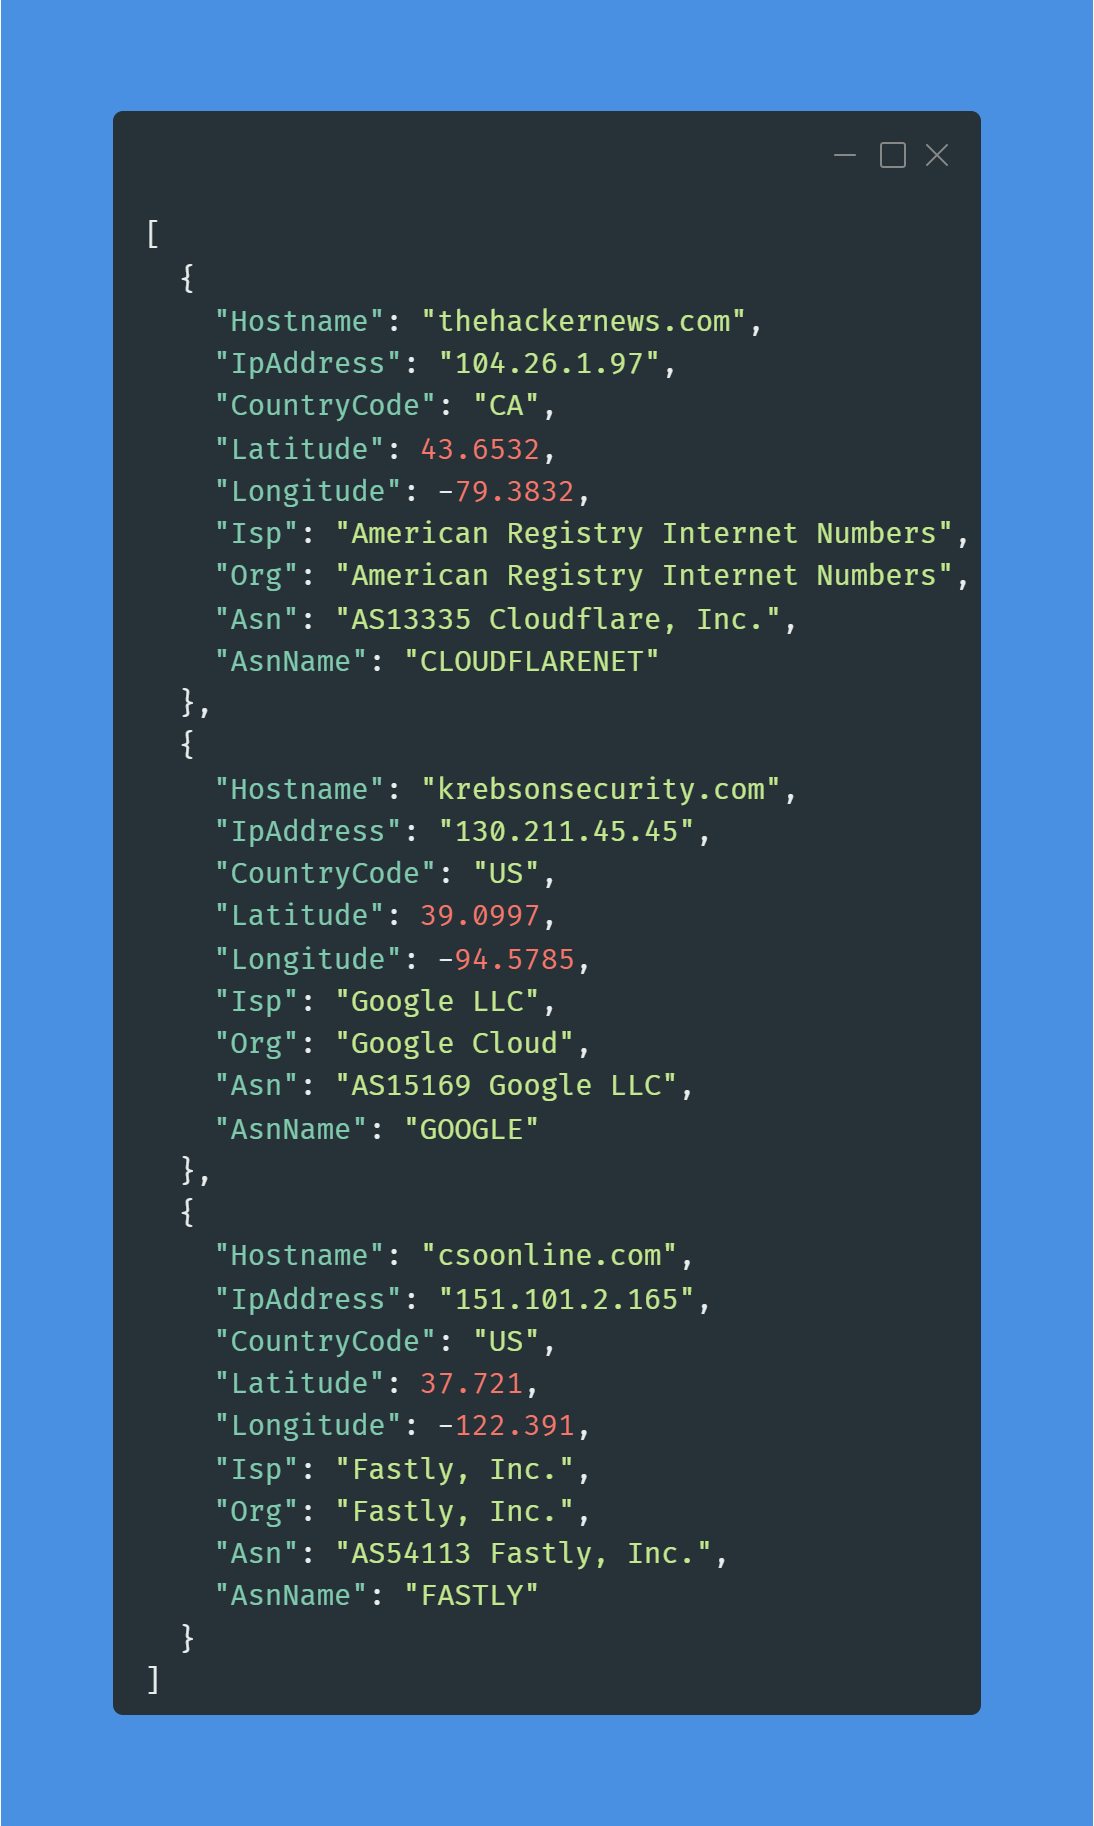 [
  {
    "Hostname": "thehackernews.com",
    "IpAddress": "104.26.1.97",
    "CountryCode": "CA",
    "Latitude": 43.6532,
    "Longitude": -79.3832,
    "Isp": "American Registry Internet Numbers",
    "Org": "American Registry Internet Numbers",
    "Asn": "AS13335 Cloudflare, Inc.",
    "AsnName": "CLOUDFLARENET"
  },
  {
    "Hostname": "krebsonsecurity.com",
    "IpAddress": "130.211.45.45",
    "CountryCode": "US",
    "Latitude": 39.0997,
    "Longitude": -94.5785,
    "Isp": "Google LLC",
    "Org": "Google Cloud",
    "Asn": "AS15169 Google LLC",
    "AsnName": "GOOGLE"
  },
  {
    "Hostname": "csoonline.com",
    "IpAddress": "151.101.2.165",
    "CountryCode": "US",
    "Latitude": 37.721,
    "Longitude": -122.391,
    "Isp": "Fastly, Inc.",
    "Org": "Fastly, Inc.",
    "Asn": "AS54113 Fastly, Inc.",
    "AsnName": "FASTLY"
  }
]